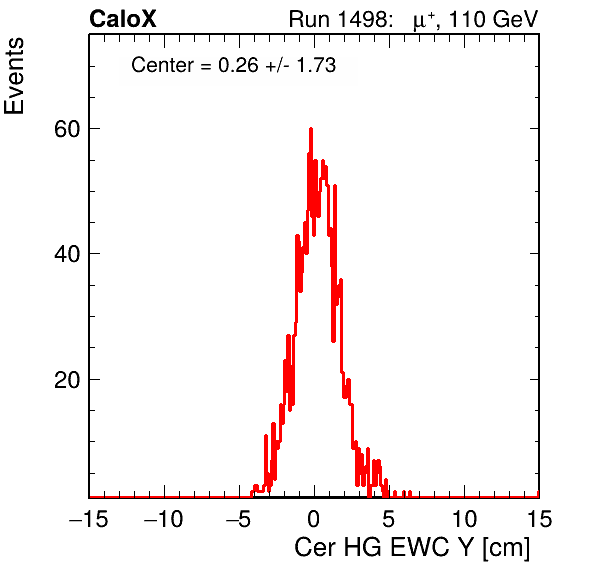 CaloX Run 1498: μ⁺, 110 GeV
Center = 0.26 +/- 1.73
Events
60
40
20
−15 −10 −5 0 5 10 15
Cer HG EWC Y [cm]